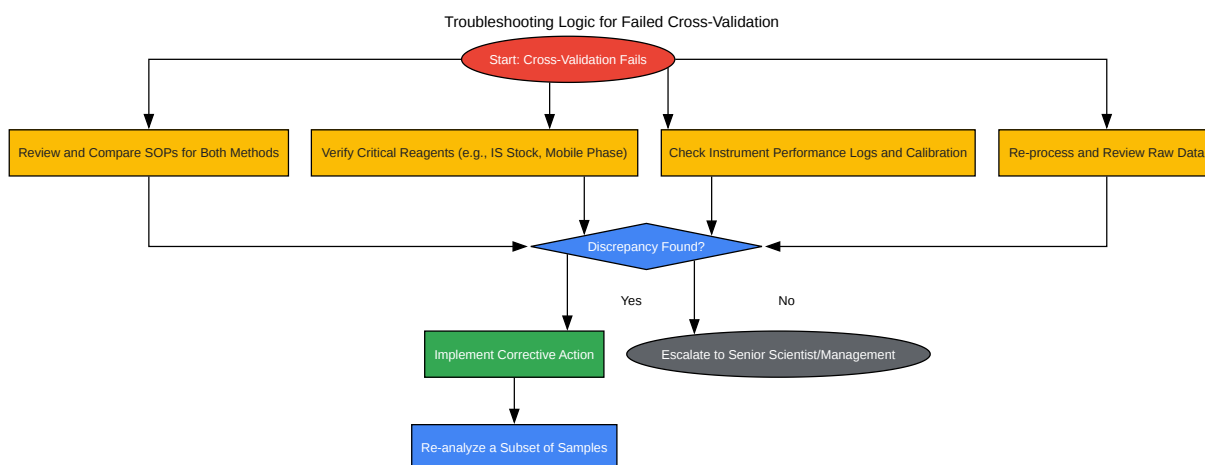 Troubleshooting Logic for Failed Cross-Validation
Start: Cross-Validation Fails
Review and Compare SOPs for Both Methods
Verify Critical Reagents (e.g., IS Stock, Mobile Phase)
Check Instrument Performance Logs and Calibration
Re-process and Review Raw Data
Discrepancy Found?
Yes
No
Implement Corrective Action
Escalate to Senior Scientist/Management
Re-analyze a Subset of Samples